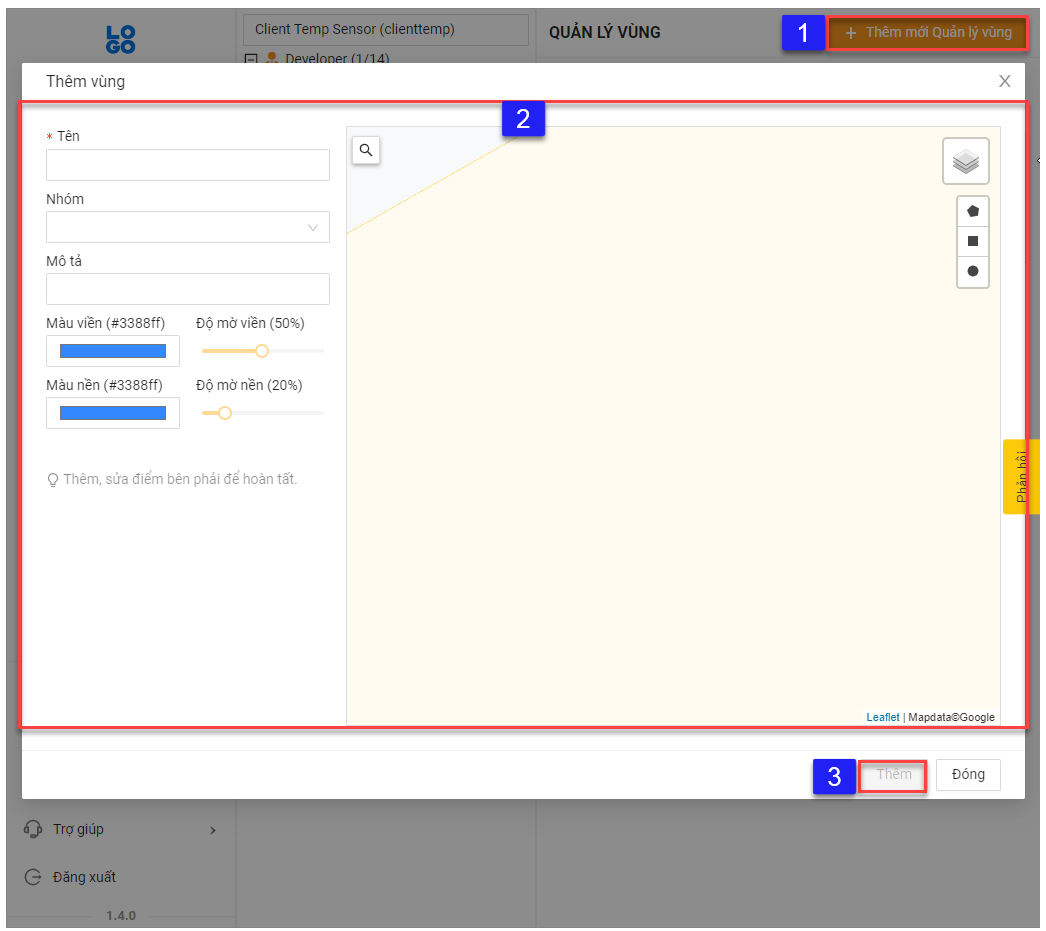 LO
GO
Client Temp Sensor (clienttemp)
Developer (1/14)
QUẢN LÝ VÙNG
1
+ Thêm mới Quản lý vùng
Thêm vùng
X
2
* Tên
Nhóm
Mô tả
Màu viền (#3388ff)
Độ mờ viền (50%)
Màu nền (#3388ff)
Độ mờ nền (20%)
Thêm, sửa điểm bên phải để hoàn tất.
Phản hồi
Leaflet | Mapdata©Google
3
Thêm
Đóng
Trợ giúp
Đăng xuất
1.4.0